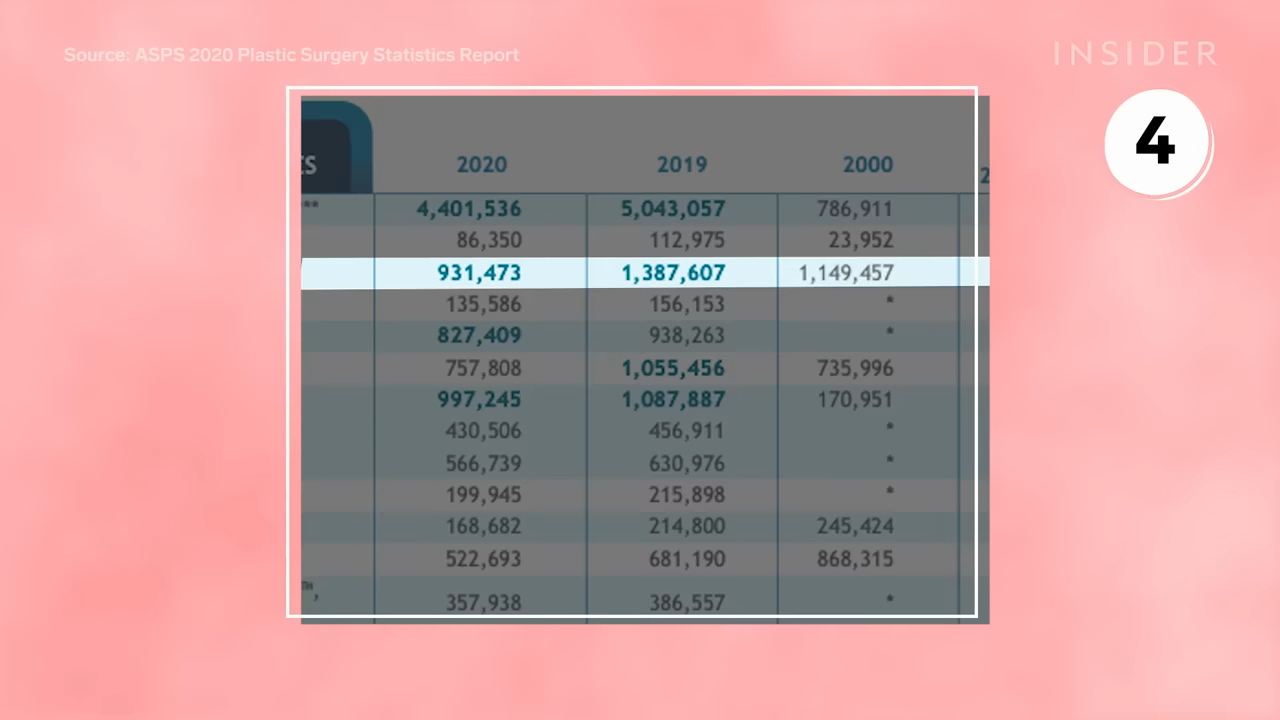 Source: ASPS 2020 Plastic Surgery Statistics Report
INSIDER
4
2020 2019 2000
*** 4,401,536 5,043,057 786,911
86,350 112,975 23,952
931,473 1,387,607 1,149,457
135,586 156,153 *
827,409 938,263 *
757,808 1,055,456 735,996
997,245 1,087,887 170,951
430,506 456,911 *
566,739 630,976 *
199,945 215,898 *
168,682 214,800 245,424
522,693 681,190 868,315
357,938 386,557 *